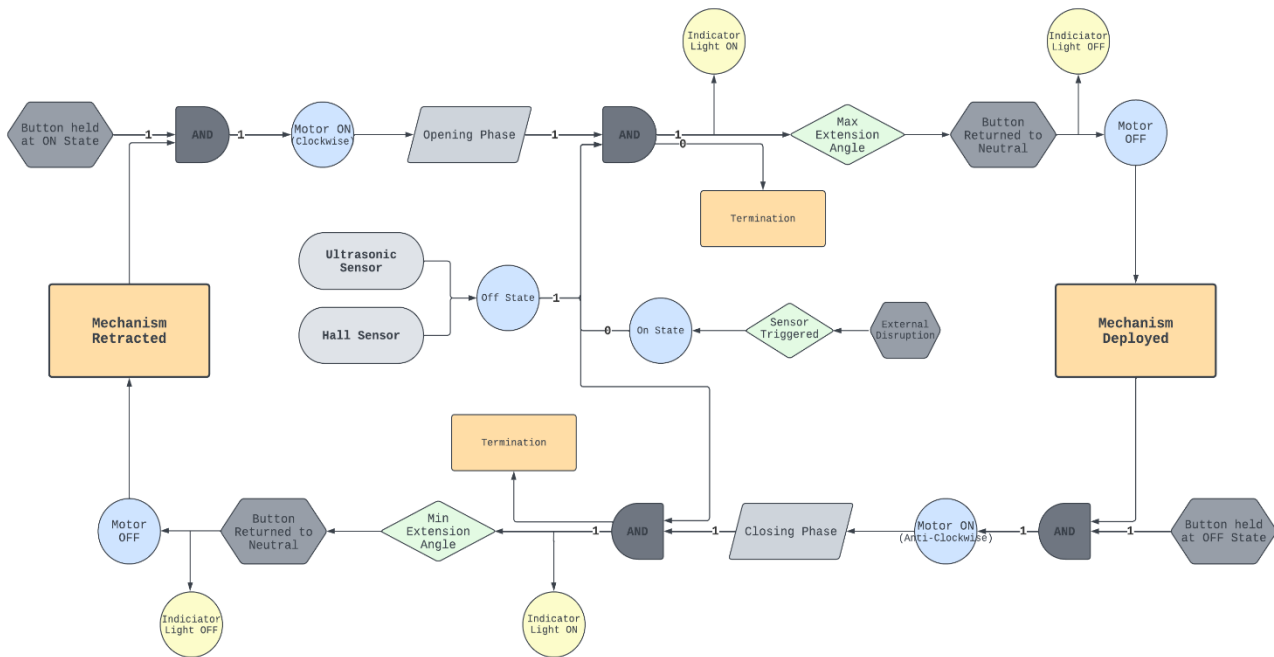 Indicator
Light ON
Indiciator
Light OFF
Button held
at ON State
1
AND
1
Motor ON
(Clockwise)
Opening Phase
1
AND
1
0
Max
Extension
Angle
Button
Returned to
Neutral
Motor
OFF
Termination
Ultrasonic
Sensor
Hall Sensor
Off State
1
0
On State
Sensor
Triggered
External
Disruption
Mechanism
Retracted
Mechanism
Deployed
Termination
Motor
OFF
Button
Returned to
Neutral
Min
Extension
Angle
1
AND
1
Closing Phase
Motor ON
(Anti-Clockwise)
1
AND
1
Button held
at OFF State
Indiciator
Light OFF
Indicator
Light ON